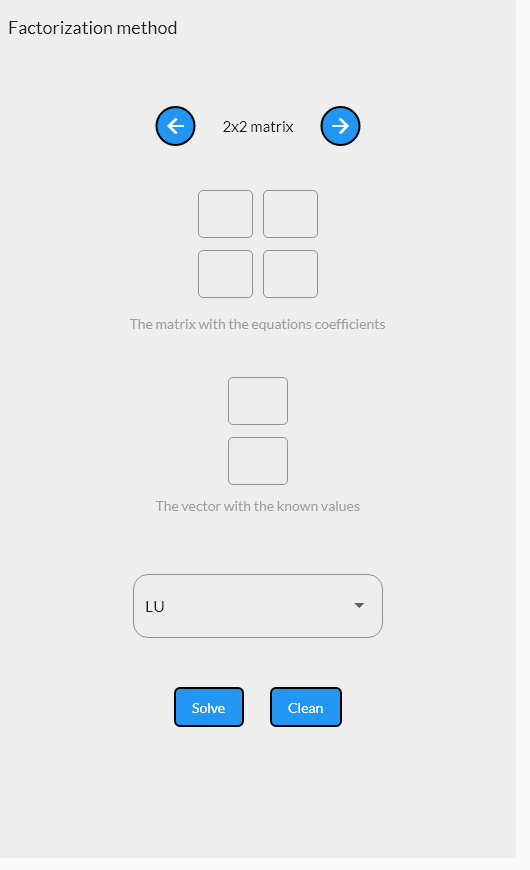 Factorization method
2x2 matrix
The matrix with the equations coefficients
The vector with the known values
LU
Solve Clean